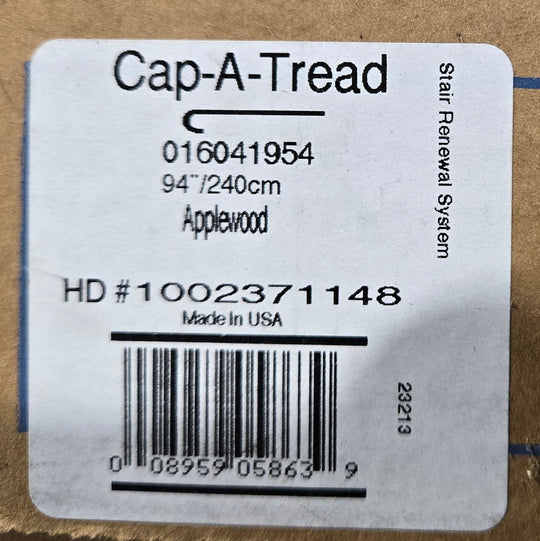 Cap-A-Tread
016041954
94"/240cm
Applewood
HD #1002371148
Made In USA
0 08959 05863 9
Stair Renewal System
23213